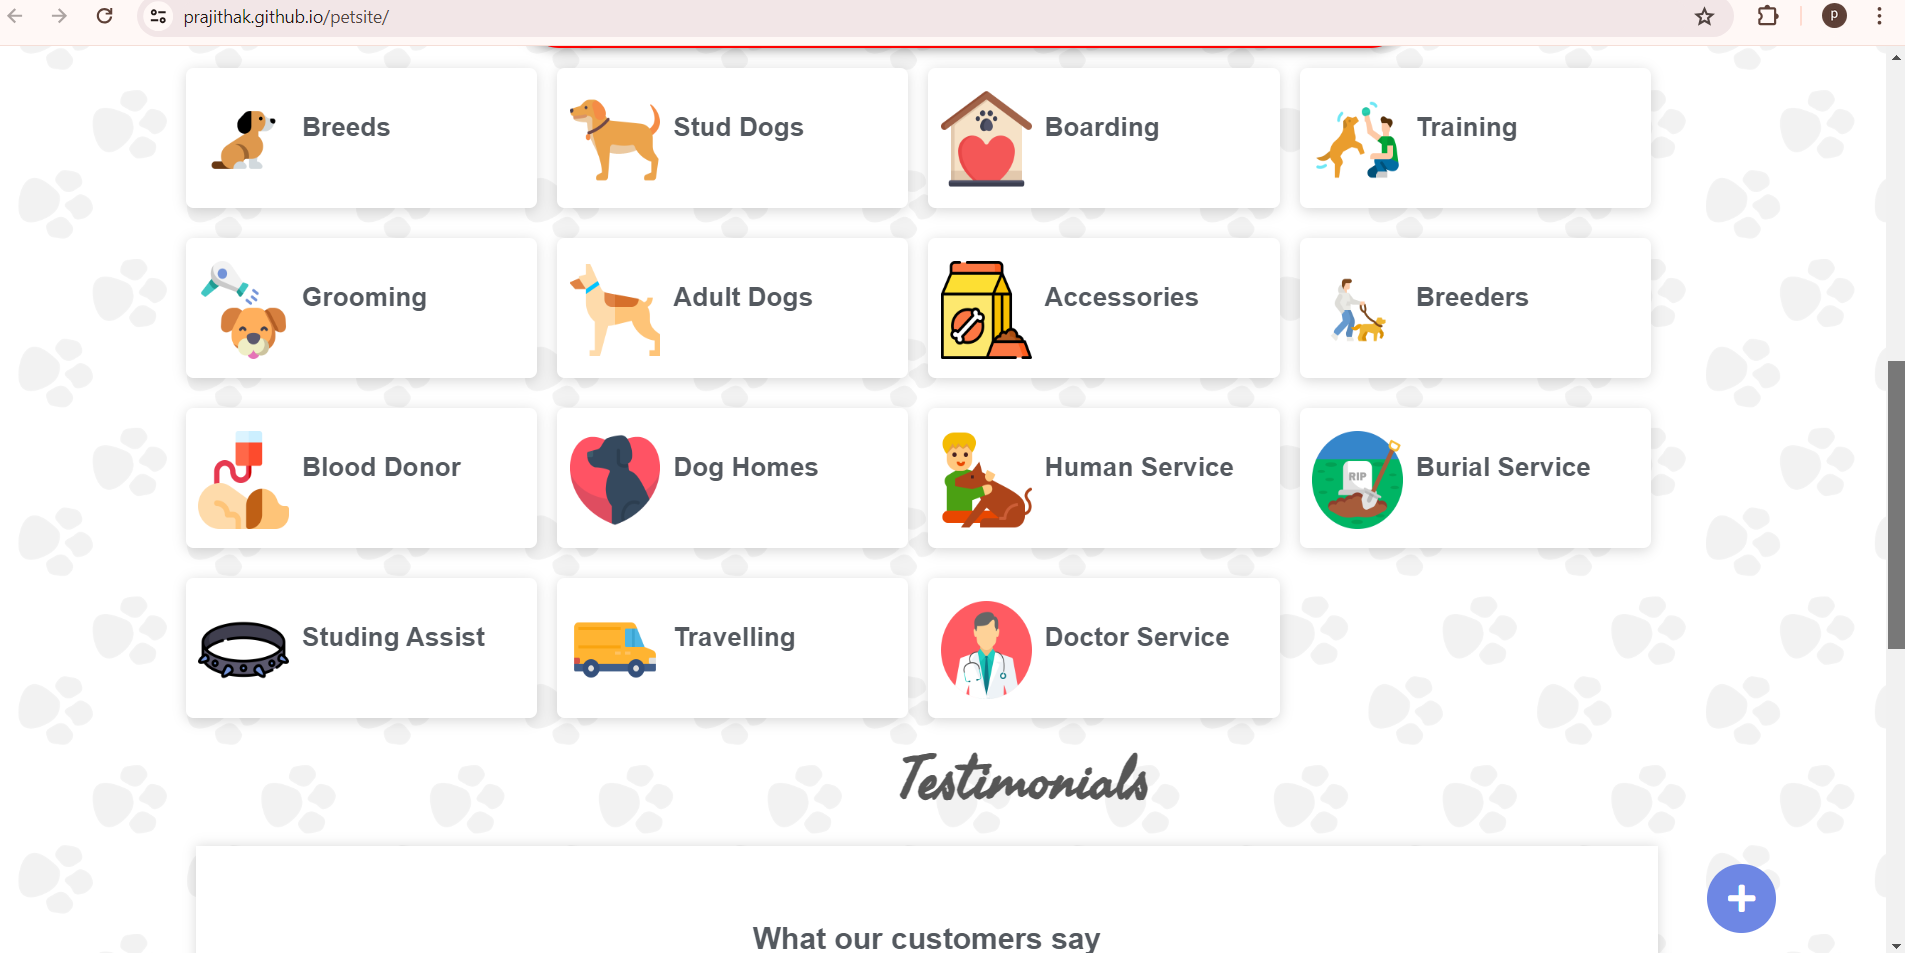 prajithak.github.io/petsite/
p
Breeds
Stud Dogs
Boarding
Training
Grooming
Adult Dogs
Accessories
Breeders
Blood Donor
Dog Homes
Human Service
RIP
Burial Service
Studing Assist
Travelling
Doctor Service
Testimonials
What our customers say